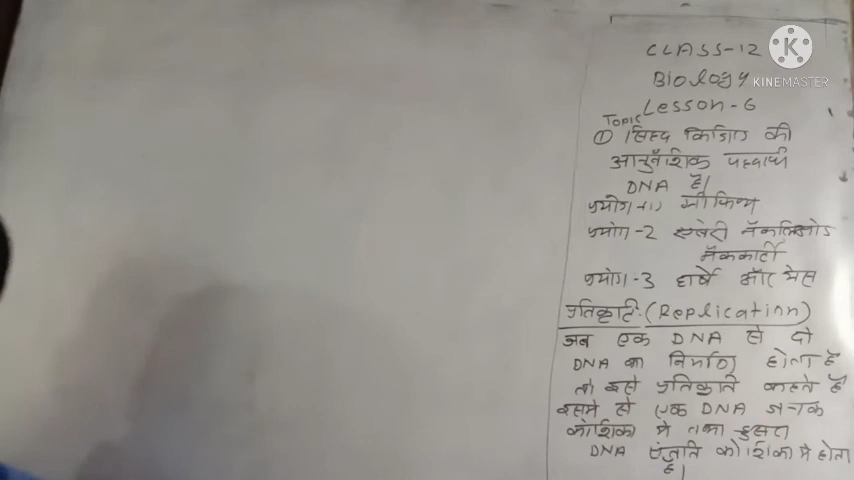 CLASS-12
Biology
Lesson-6
Topic
① सिद्ध किजिए की
आनुवँशिक पदार्थ
DNA है।
प्रयोग-(1) ग्रीफिथ
प्रयोग-2 एवेरी मॅकलिओड
मॅककार्टी
प्रयोग-3 हार्षे और चेस
प्रतिकृति:(Replication)
जब एक DNA से दो
DNA का निर्माण होता है
तो इसे प्रतिकृति कहते है
इसमे से एक DNA जनक
कोशिका मे तथा दुसरा
DNA संतति कोशिका मे होता
है।
K
KINEMASTER